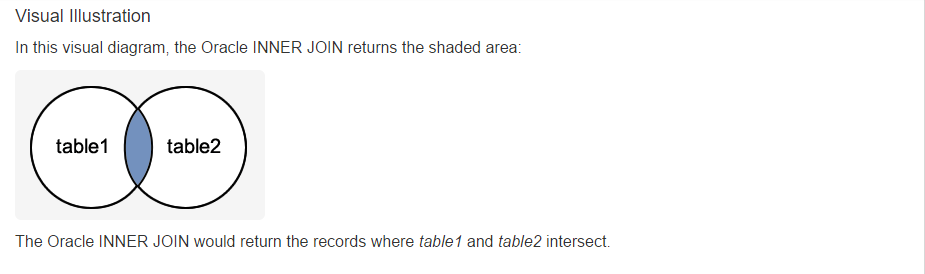 Visual Illustration
In this visual diagram, the Oracle INNER JOIN returns the shaded area:
table1 table2
The Oracle INNER JOIN would return the records where table1 and table2 intersect.